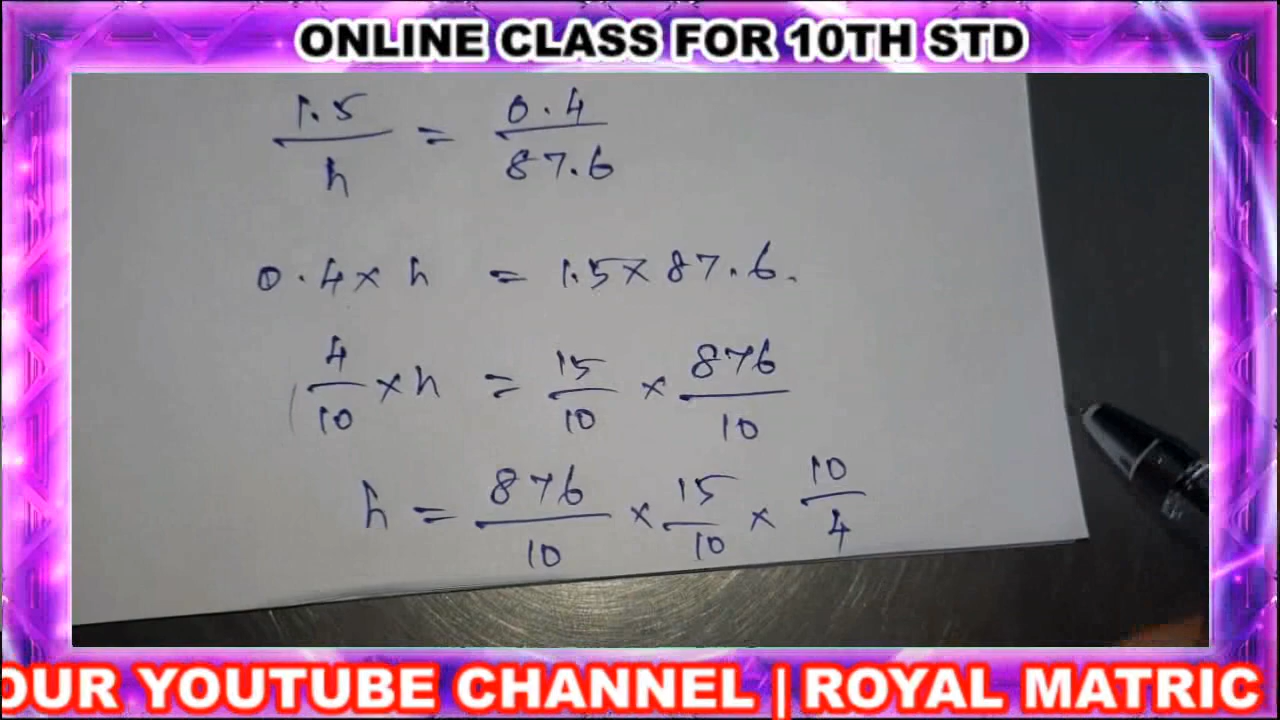 ONLINE CLASS FOR 10TH STD
1.5/h = 0.4/87.6
0.4 × h = 1.5 × 87.6.
4/10 × h = 15/10 × 876/10
h = 876/10 × 15/10 × 10/4
OUR YOUTUBE CHANNEL | ROYAL MATRIC